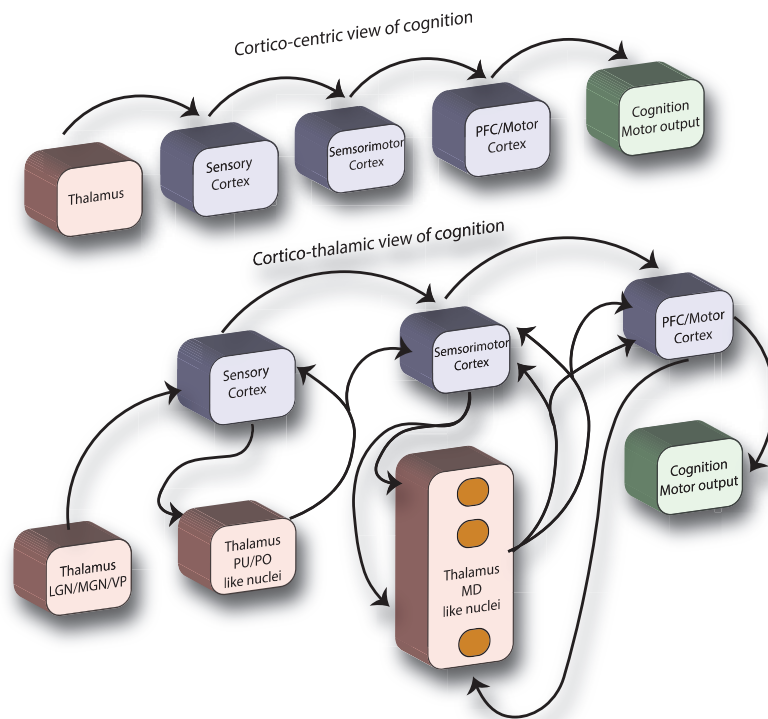 Cortico-centric view of cognition
Thalamus
Sensory
Cortex
Semsorimotor
Cortex
PFC/Motor
Cortex
Cognition
Motor output
Cortico-thalamic view of cognition
Sensory
Cortex
Semsorimotor
Cortex
PFC/Motor
Cortex
Cognition
Motor output
Thalamus
LGN/MGN/VP
Thalamus
PU/PO
like nuclei
Thalamus
MD
like nuclei